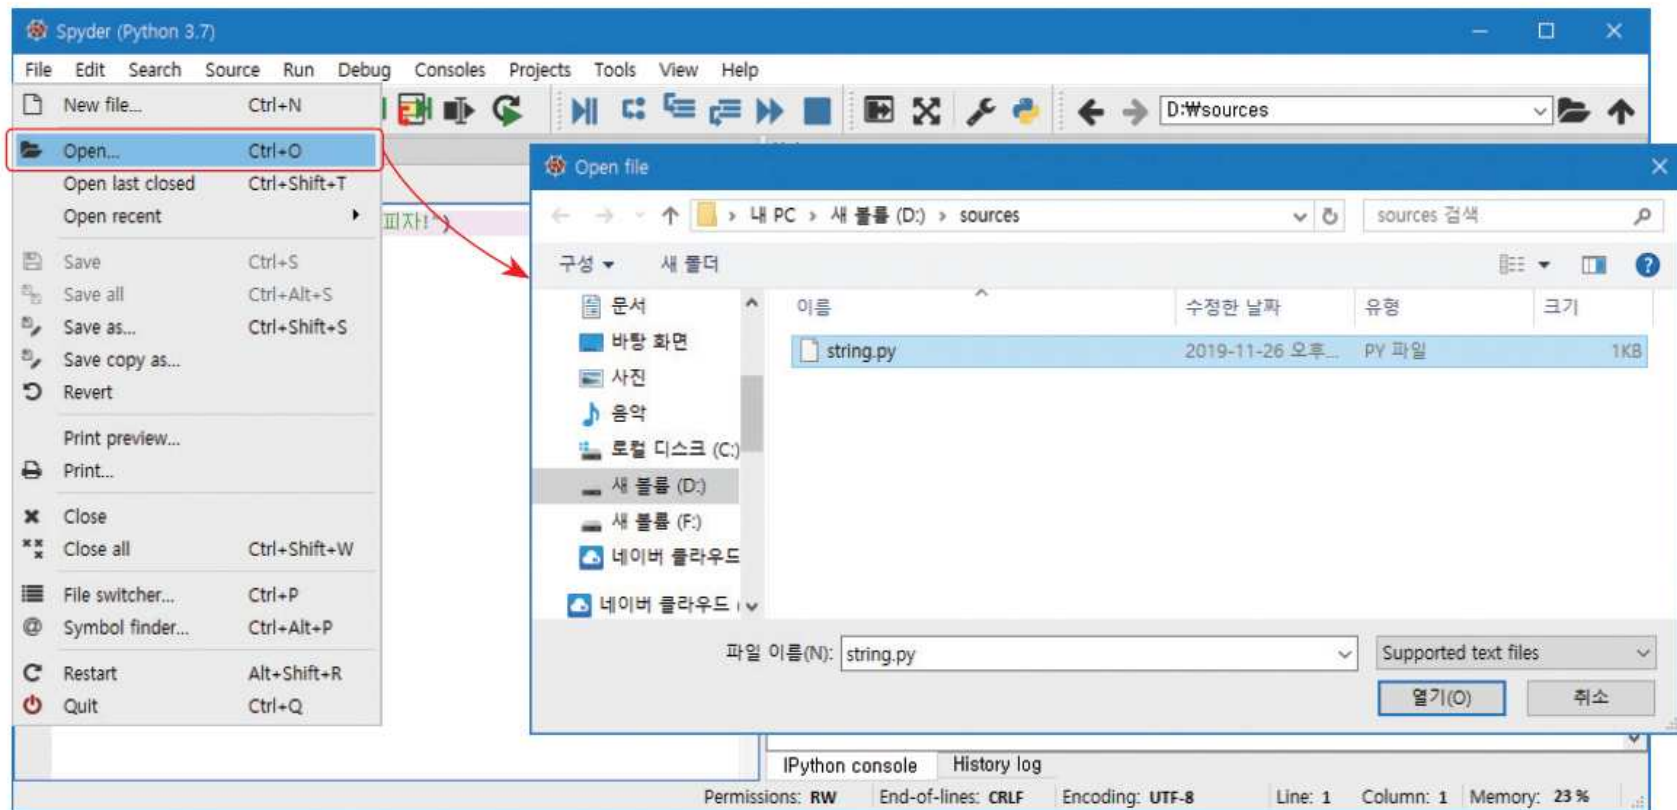 Spyder (Python 3.7)
File Edit Search Source Run Debug Consoles Projects Tools View Help
New file... Ctrl+N
D:₩sources
Open... Ctrl+O
Open last closed Ctrl+Shift+T
Open recent
피자!")
Save Ctrl+S
Save all Ctrl+Alt+S
Save as... Ctrl+Shift+S
Save copy as...
Revert
Print preview...
Print...
Close
Close all Ctrl+Shift+W
File switcher... Ctrl+P
Symbol finder... Ctrl+Alt+P
Restart Alt+Shift+R
Quit Ctrl+Q
Open file
내 PC > 새 볼륨 (D:) > sources
sources 검색
구성 새 폴더
문서
바탕 화면
사진
음악
로컬 디스크 (C:)
새 볼륨 (D:)
새 볼륨 (F:)
네이버 클라우드
네이버 클라우드
이름 수정한 날짜 유형 크기
string.py 2019-11-26 오후... PY 파일 1KB
파일 이름(N): string.py Supported text files
열기(O) 취소
IPython console History log
Permissions: RW End-of-lines: CRLF Encoding: UTF-8 Line: 1 Column: 1 Memory: 23 %